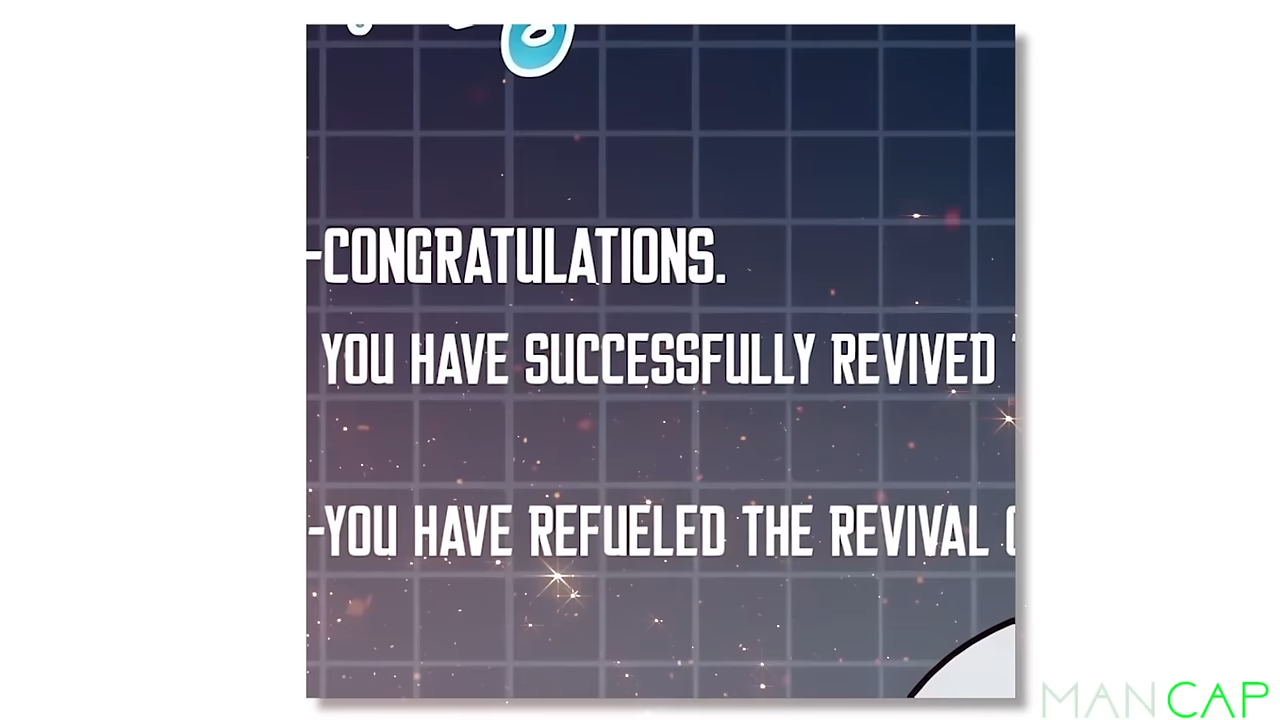 -CONGRATULATIONS.
YOU HAVE SUCCESSFULLY REVIVED
-YOU HAVE REFUELED THE REVIVAL
MANCAP